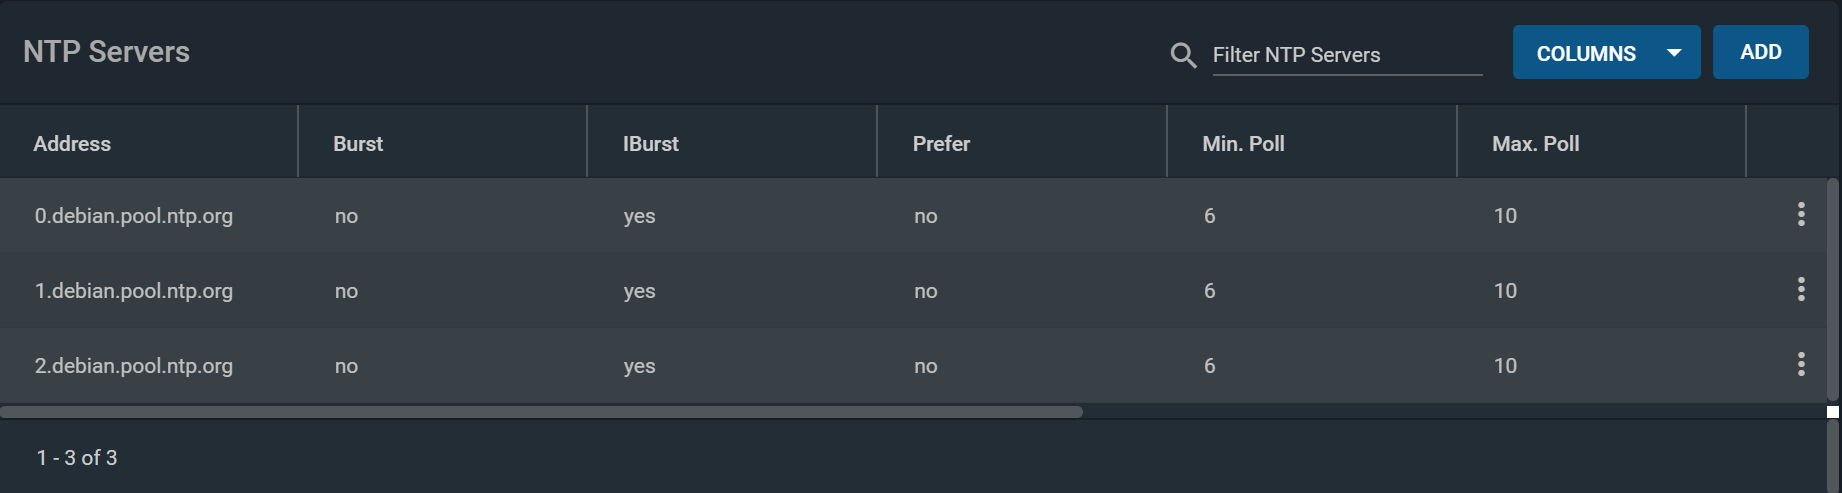 NTP Servers Filter NTP Servers COLUMNS ADD
Address Burst IBurst Prefer Min. Poll Max. Poll
0.debian.pool.ntp.org no yes no 6 10
1.debian.pool.ntp.org no yes no 6 10
2.debian.pool.ntp.org no yes no 6 10
1 - 3 of 3